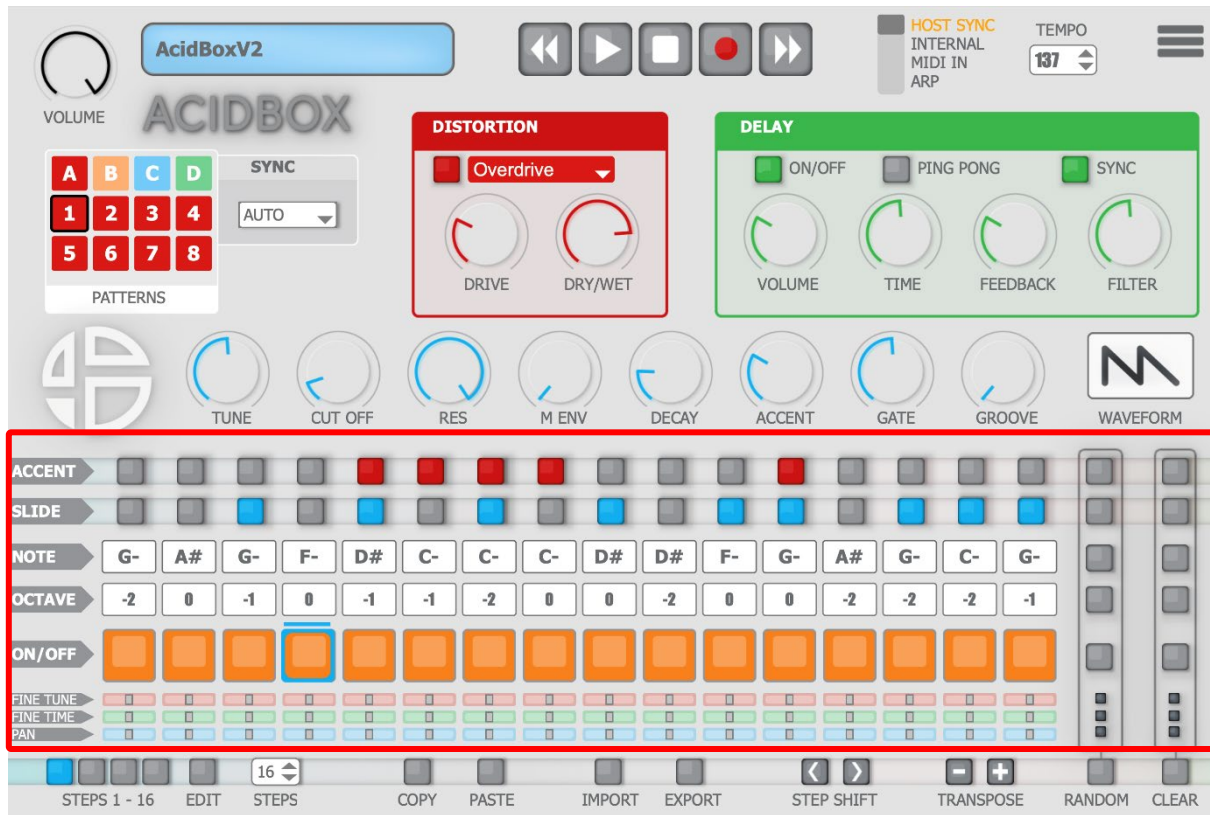 AcidBoxV2
HOST SYNC
INTERNAL
MIDI IN
ARP
TEMPO
137
VOLUME
ACIDBOX
A B C D
1 2 3 4
5 6 7 8
PATTERNS
SYNC
AUTO
DISTORTION
Overdrive
DRIVE DRY/WET
DELAY
ON/OFF PING PONG SYNC
VOLUME TIME FEEDBACK FILTER
TUNE CUT OFF RES M ENV DECAY ACCENT GATE GROOVE WAVEFORM
ACCENT
SLIDE
NOTE G- A# G- F- D# C- C- C- D# D# F- G- A# G- C- G-
OCTAVE -2 0 -1 0 -1 -1 -2 0 0 -2 0 0 -2 -2 -2 -1
ON/OFF
FINE TUNE
FINE TIME
PAN
16
STEPS 1 - 16 EDIT STEPS COPY PASTE IMPORT EXPORT STEP SHIFT TRANSPOSE RANDOM CLEAR